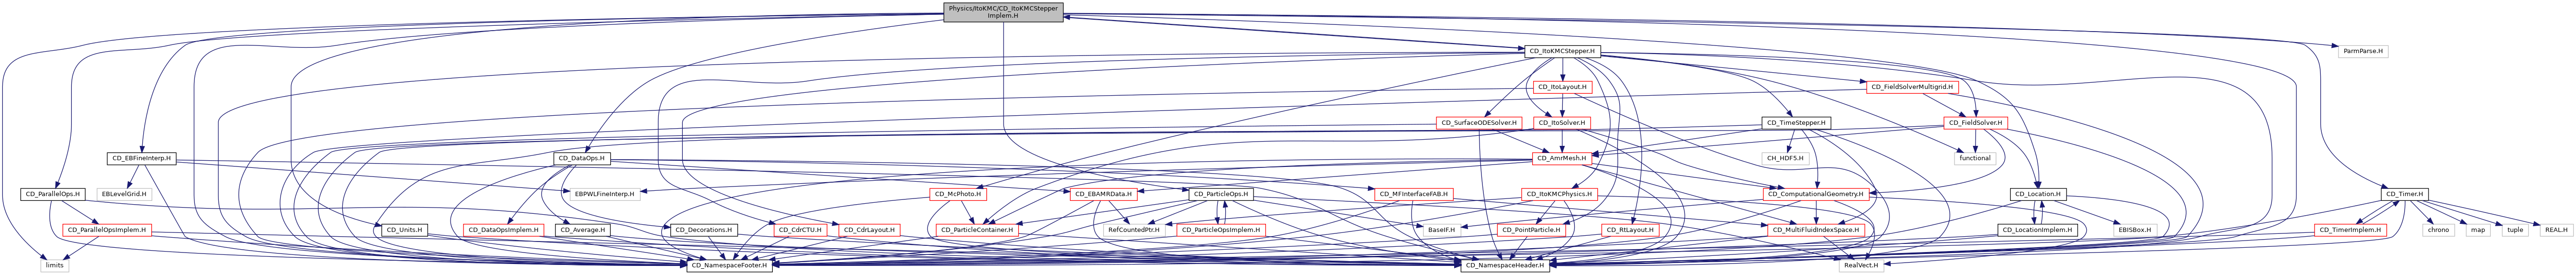 Physics/ItoKMC/CD_ItoKMCStepper
Implem.H
CD_ItoKMCStepper.H
ParmParse.H
CD_ItoLayout.H
CD_FieldSolverMultigrid.H
CD_SurfaceODESolver.H
CD_ItoSolver.H
CD_TimeStepper.H
CD_FieldSolver.H
CD_EBFineInterp.H
CD_DataOps.H
CD_AmrMesh.H
CH_HDF5.H
functional
CD_ParallelOps.H
EBLevelGrid.H
EBPWLFineInterp.H
CD_McPhoto.H
CD_EBAMRData.H
CD_ParticleOps.H
CD_MFInterfaceFAB.H
CD_ItoKMCPhysics.H
CD_ComputationalGeometry.H
CD_Location.H
CD_Timer.H
CD_ParallelOpsImplem.H
CD_Units.H
CD_DataOpsImplem.H
CD_Average.H
CD_Decorations.H
CD_CdrCTU.H
CD_CdrLayout.H
CD_ParticleContainer.H
RefCountedPtr.H
CD_ParticleOpsImplem.H
BaseIF.H
CD_PointParticle.H
CD_RtLayout.H
CD_MultiFluidIndexSpace.H
CD_LocationImplem.H
EBISBox.H
CD_TimerImplem.H
chrono
map
tuple
REAL.H
limits
CD_NamespaceFooter.H
CD_NamespaceHeader.H
RealVect.H